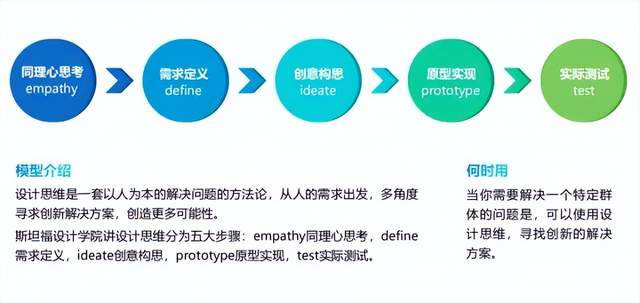 同理心思考
empathy
需求定义
define
创意构思
ideate
原型实现
prototype
实际测试
test
模型介绍
设计思维是一套以人为本的解决问题的方法论，从人的需求出发，多角度
寻求创新解决方案，创造更多可能性。
斯坦福设计学院讲设计思维分为五大步骤：empathy同理心思考，define
需求定义，ideate创意构思，prototype原型实现，test实际测试。
何时用
当你需要解决一个特定群
体的问题是，可以使用设
计思维，寻找创新的解决
方案。